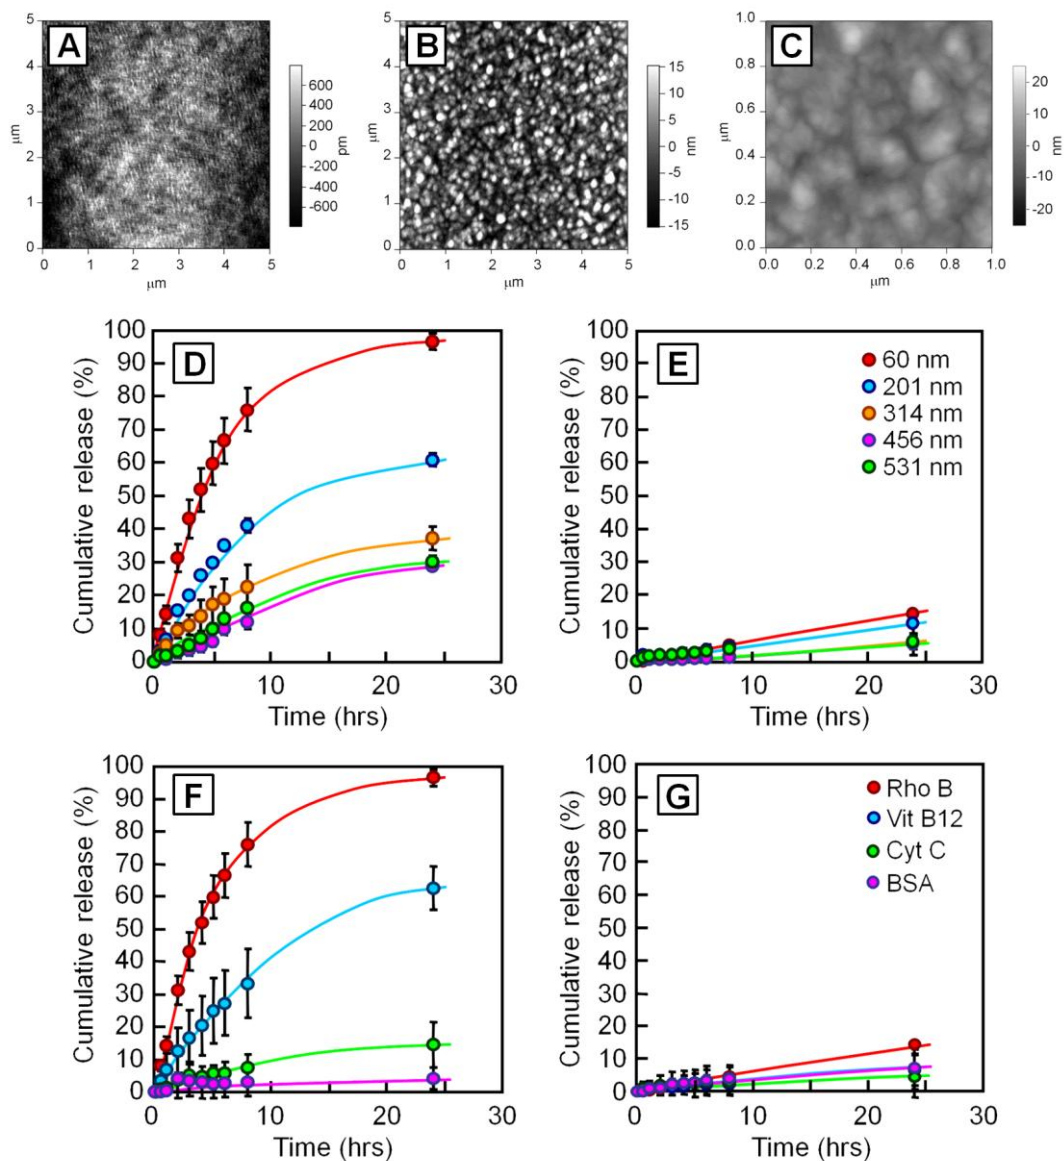 A
5
4
3
2
1
0
μm
0 1 2 3 4 5
μm
600
400
200
0
-200
-400
-600
pm
B
5
4
3
2
1
0
μm
0 1 2 3 4 5
μm
15
10
5
0
-5
-10
-15
nm
C
1.0
0.8
0.6
0.4
0.2
0.0
μm
0.0 0.2 0.4 0.6 0.8 1.0
μm
20
10
0
-10
-20
nm
D
Cumulative release (%)
100
90
80
70
60
50
40
30
20
10
0
0 10 20 30
Time (hrs)
E
60 nm
201 nm
314 nm
456 nm
531 nm
Cumulative release (%)
100
90
80
70
60
50
40
30
20
10
0
0 10 20 30
Time (hrs)
F
Cumulative release (%)
100
90
80
70
60
50
40
30
20
10
0
0 10 20 30
Time (hrs)
G
Rho B
Vit B12
Cyt C
BSA
Cumulative release (%)
100
90
80
70
60
50
40
30
20
10
0
0 10 20 30
Time (hrs)